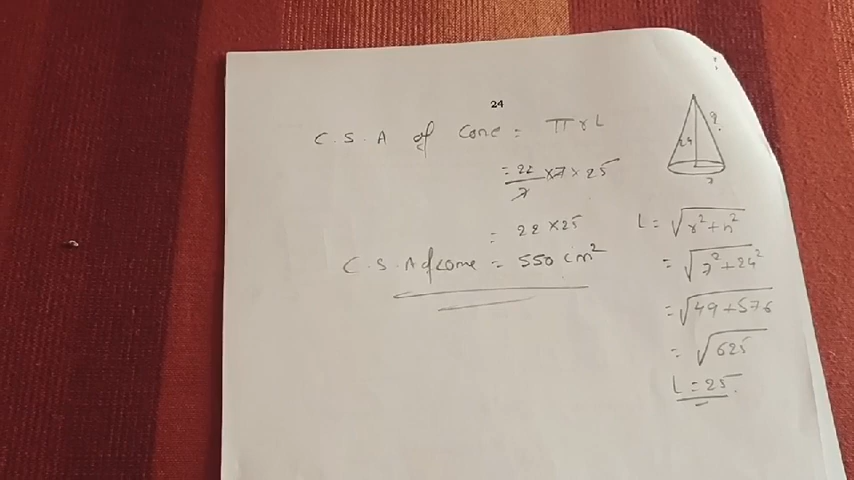 24
C.S.A of Cone = πrL
= 22/7 × 7 × 25
= 22 × 25
C.S.A of cone = 550 cm²
24
7
L = √r²+h²
= √7²+24²
= √49+576
= √625
L = 25